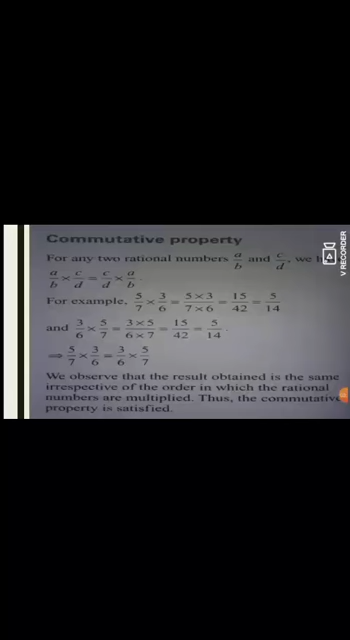 Commutative property
For any two rational numbers a/b and c/d, we
a/b × c/d = c/d × a/b.
For example, 5/7 × 3/6 = 5×3/7×6 = 15/42 = 5/14
and 3/6 × 5/7 = 3×5/6×7 = 15/42 = 5/14.
⇒ 5/7 × 3/6 = 3/6 × 5/7
We observe that the result obtained is the same
irrespective of the order in which the rational
numbers are multiplied. Thus, the commutative
property is satisfied.
V RECORDER